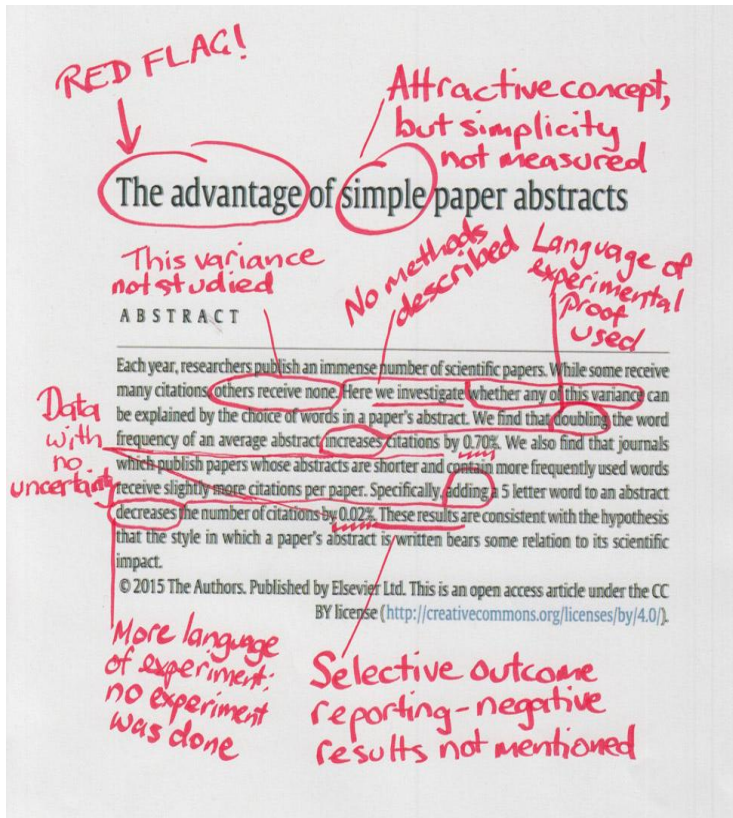 RED FLAG!
Attractive concept,
but simplicity
not measured
The advantage of simple paper abstracts
This variance
not studied
No methods
described
Language of
experimental
Proof
used
ABSTRACT
Each year, researchers publish an immense number of scientific papers. While some receive
many citations, others receive none. Here we investigate whether any of this variance can
be explained by the choice of words in a paper's abstract. We find that doubling the word
frequency of an average abstract increases citations by 0.70%. We also find that journals
which publish papers whose abstracts are shorter and contain more frequently used words
receive slightly more citations per paper. Specifically, adding a 5 letter word to an abstract
decreases the number of citations by 0.02%. These results are consistent with the hypothesis
that the style in which a paper's abstract is written bears some relation to its scientific
impact.
© 2015 The Authors. Published by Elsevier Ltd. This is an open access article under the CC
BY license (http://creativecommons.org/licenses/by/4.0/).
Data
with
no
uncertainty
More language
of experiment:
no experiment
was done
Selective outcome
reporting - negative
results not mentioned